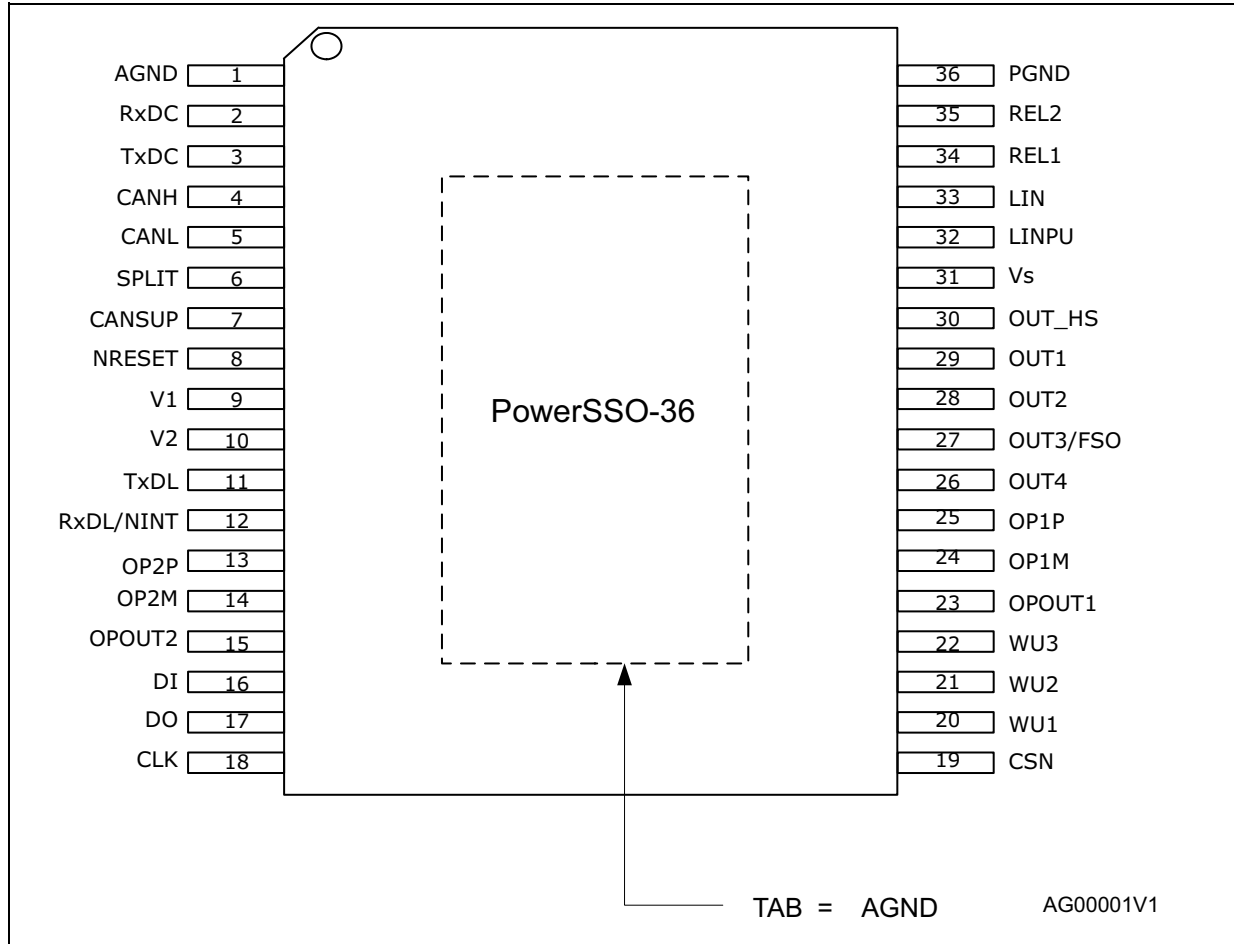 AGND 1
RxDC 2
TxDC 3
CANH 4
CANL 5
SPLIT 6
CANSUP 7
NRESET 8
V1 9
V2 10
TxDL 11
RxDL/NINT 12
OP2P 13
OP2M 14
OPOUT2 15
DI 16
DO 17
CLK 18
PowerSSO-36
36 PGND
35 REL2
34 REL1
33 LIN
32 LINPU
31 Vs
30 OUT_HS
29 OUT1
28 OUT2
27 OUT3/FSO
26 OUT4
25 OP1P
24 OP1M
23 OPOUT1
22 WU3
21 WU2
20 WU1
19 CSN
TAB = AGND
AG00001V1